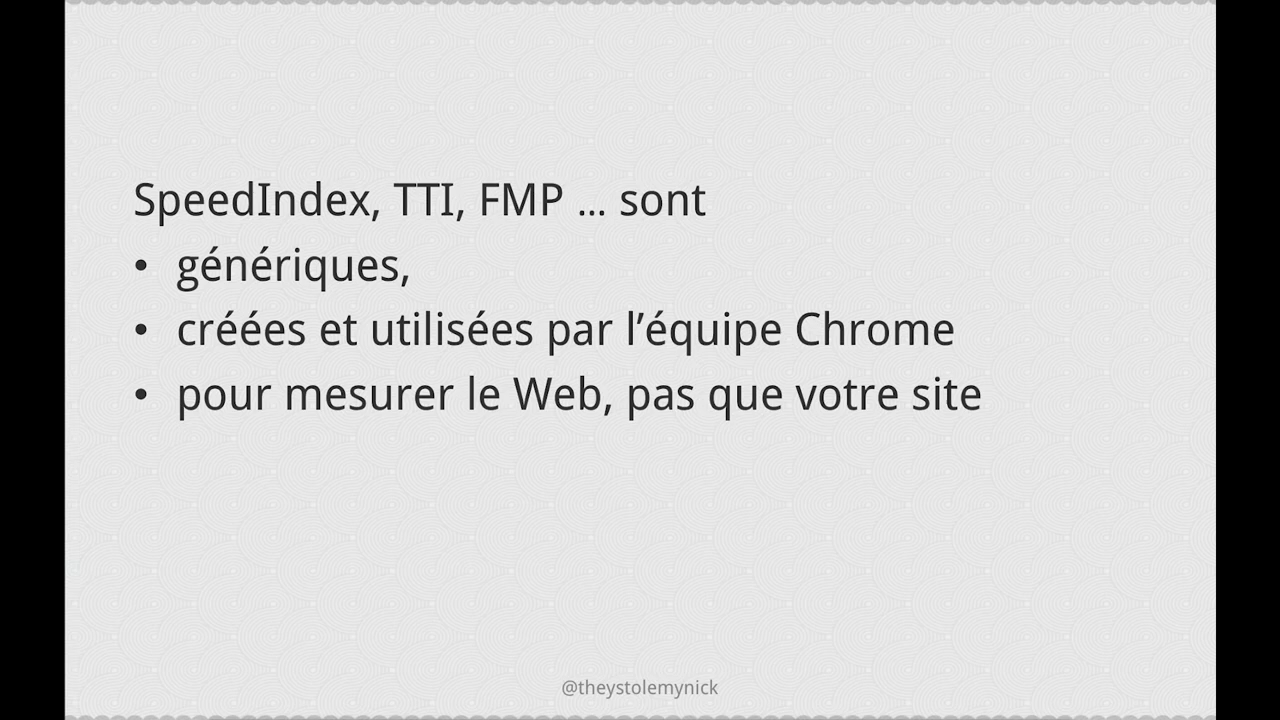 SpeedIndex, TTI, FMP ... sont
• génériques,
• créées et utilisées par l’équipe Chrome
• pour mesurer le Web, pas que votre site
@theystolemynick